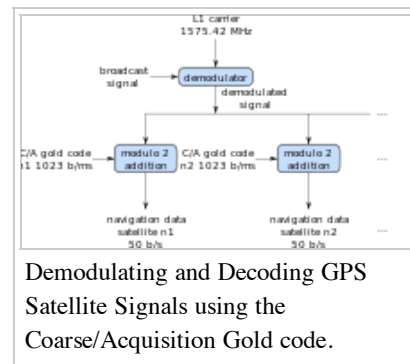 L1 carrier
1575.42 MHz
broadcast
signal
demodulator
demodulated
signal
...
C/A gold code
n1 1023 b/ms
modulo 2
addition
C/A gold code
n2 1023 b/ms
modulo 2
addition
...
navigation data
satellite n1
50 b/s
navigation data
satellite n2
50 b/s
...
Demodulating and Decoding GPS
Satellite Signals using the
Coarse/Acquisition Gold code.